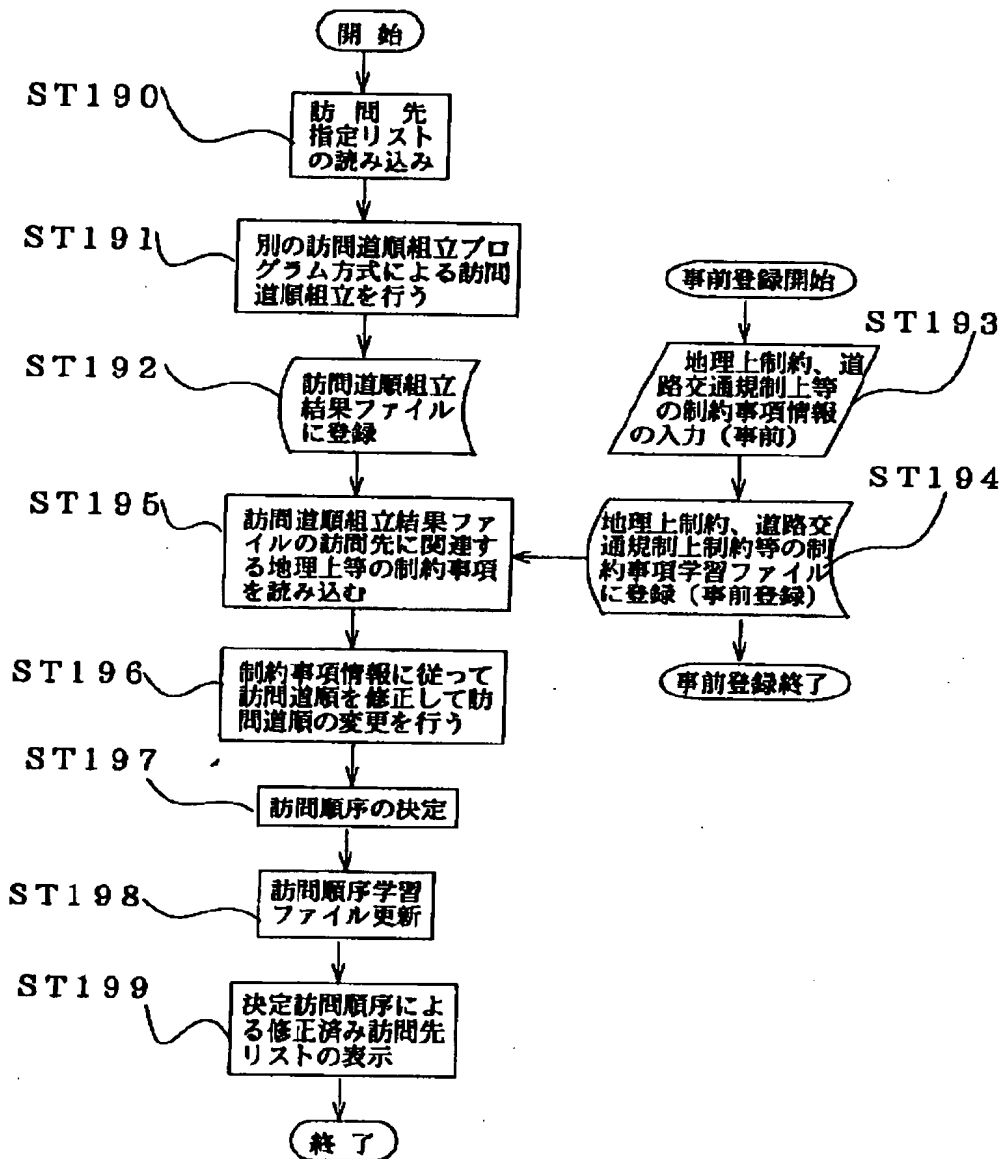 開 始
ST190
訪 問 先
指定リスト
の読み込み
ST191
別の訪問道順組立プロ
グラム方式による訪問
道順組立を行う
ST192
訪問道順組立
結果ファイル
に登録
事前登録開始
ST193
地理上制約、道
路交通規制上等
の制約事項情報
の入力（事前）
ST194
地理上制約、道路交
通規制上制約等の制
約事項学習ファイル
に登録（事前登録）
事前登録終了
ST195
訪問道順組立結果ファ
イルの訪問先に関連す
る地理上等の制約事項
を読み込む
ST196
制約事項情報に従って
訪問道順を修正して訪
問道順の変更を行う
ST197
訪問順序の決定
ST198
訪問順序学習
ファイル更新
ST199
決定訪問順序によ
る修正済み訪問先
リストの表示
終 了